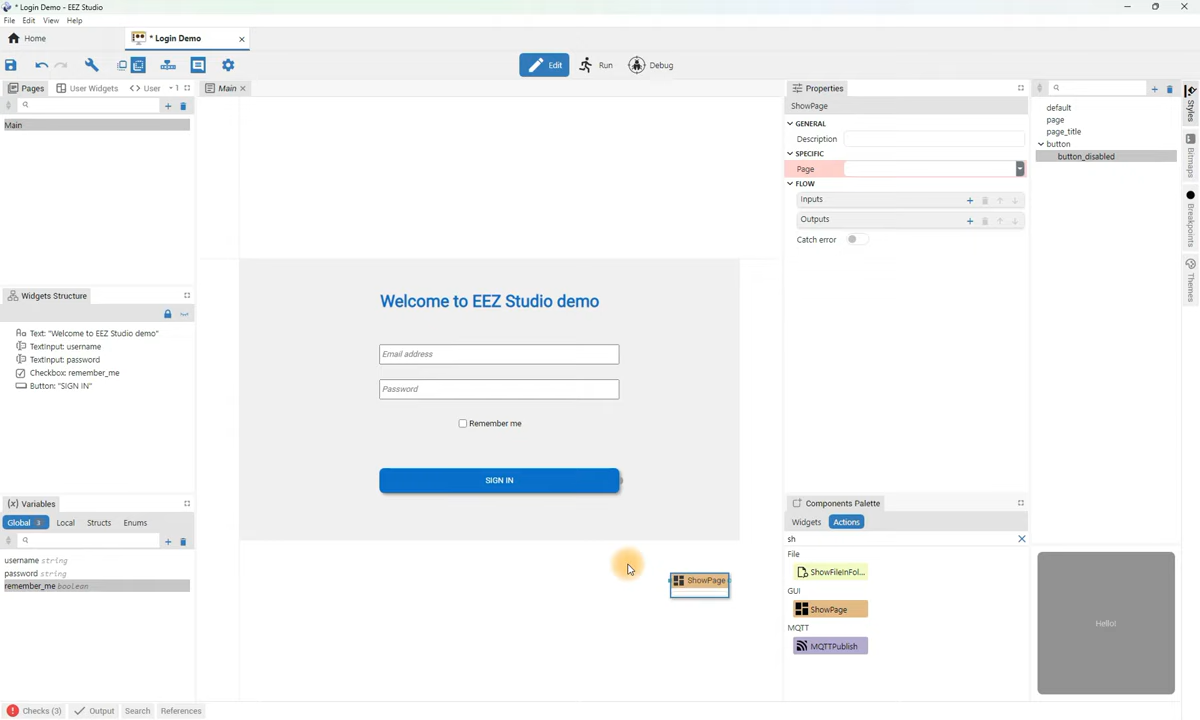 * Login Demo - EEZ Studio
File Edit View Help
Home
* Login Demo
Edit Run Debug
Pages User Widgets <> User 1
Main
Main
Widgets Structure
Text: "Welcome to EEZ Studio demo"
TextInput: username
TextInput: password
Checkbox: remember_me
Button: "SIGN IN"
(x) Variables
Global 3 Local Structs Enums
username string
password string
remember_me boolean
Checks (3) Output Search References
Welcome to EEZ Studio demo
Email address
Password
Remember me
SIGN IN
ShowPage
Properties
ShowPage
GENERAL
Description
SPECIFIC
Page
FLOW
Inputs
Outputs
Catch error
Components Palette
Widgets Actions
sh
File
ShowFileInFol...
GUI
ShowPage
MQTT
MQTTPublish
default
page
page_title
button
button_disabled
Hello!
Styles
Bitmaps
Breakpoints
Themes